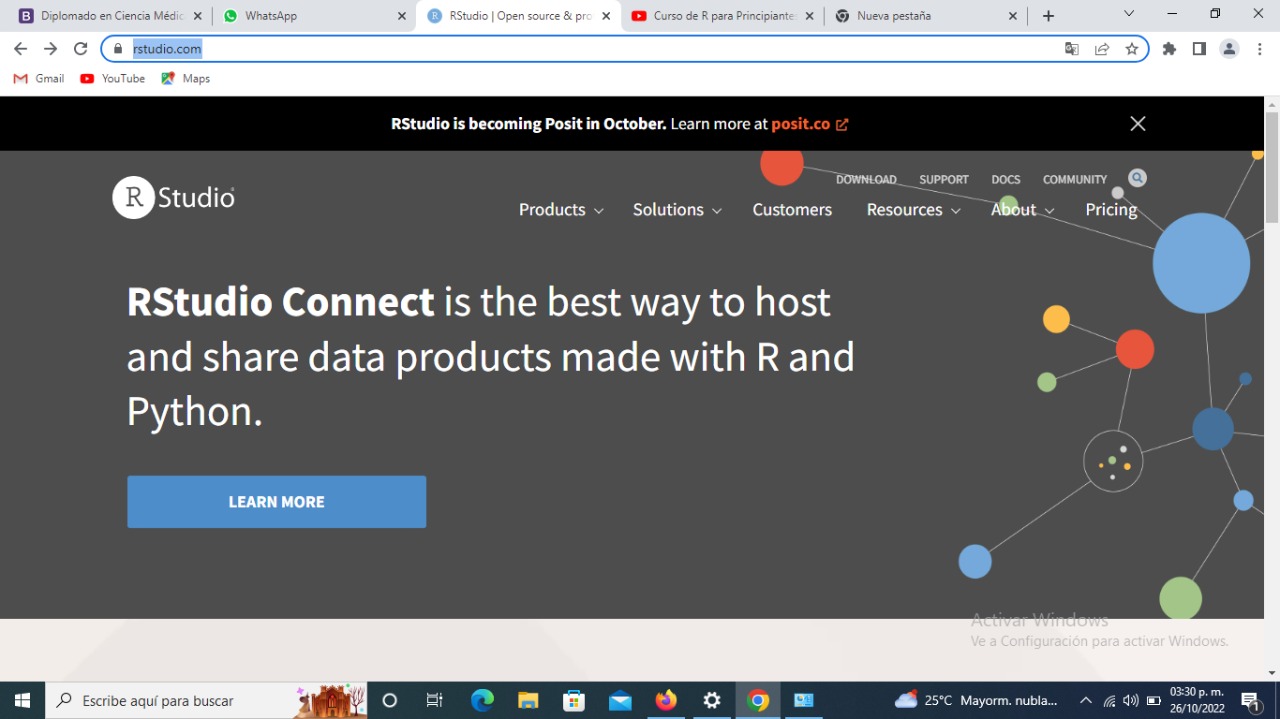 Diplomado en Ciencia Médic
WhatsApp
RStudio | Open source & pro
Curso de R para Principiante
Nueva pestaña
rstudio.com
Gmail
YouTube
Maps
RStudio is becoming Posit in October. Learn more at posit.co
DOWNLOAD SUPPORT DOCS COMMUNITY
R Studio
Products Solutions Customers Resources About Pricing
RStudio Connect is the best way to host
and share data products made with R and
Python.
LEARN MORE
Activar Windows
Ve a Configuración para activar Windows.
Escribe aquí para buscar
25°C Mayorm. nubla...
03:30 p. m.
26/10/2022
1